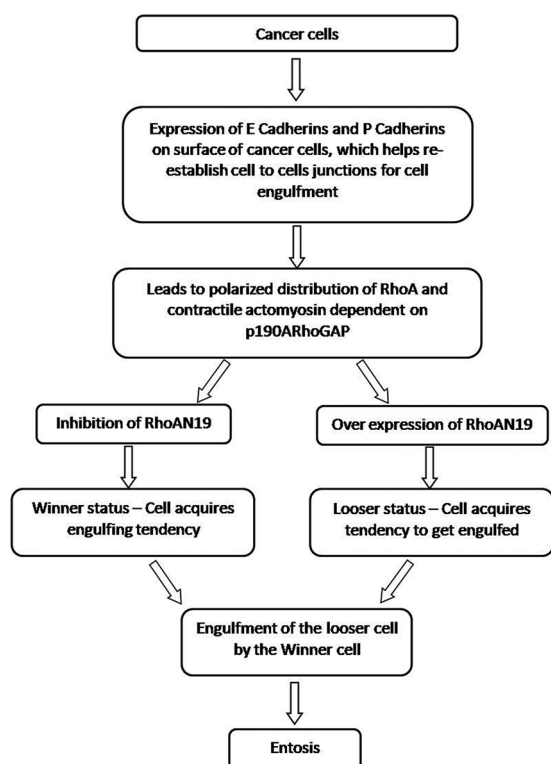 Cancer cells
Expression of E Cadherins and P Cadherins
on surface of cancer cells, which helps re-
establish cell to cells junctions for cell
engulfment
Leads to polarized distribution of RhoA and
contractile actomyosin dependent on
p190ARhoGAP
Inhibition of RhoAN19
Over expression of RhoAN19
Winner status – Cell acquires
engulfing tendency
Looser status – Cell acquires
tendency to get engulfed
Engulfment of the looser cell
by the Winner cell
Entosis